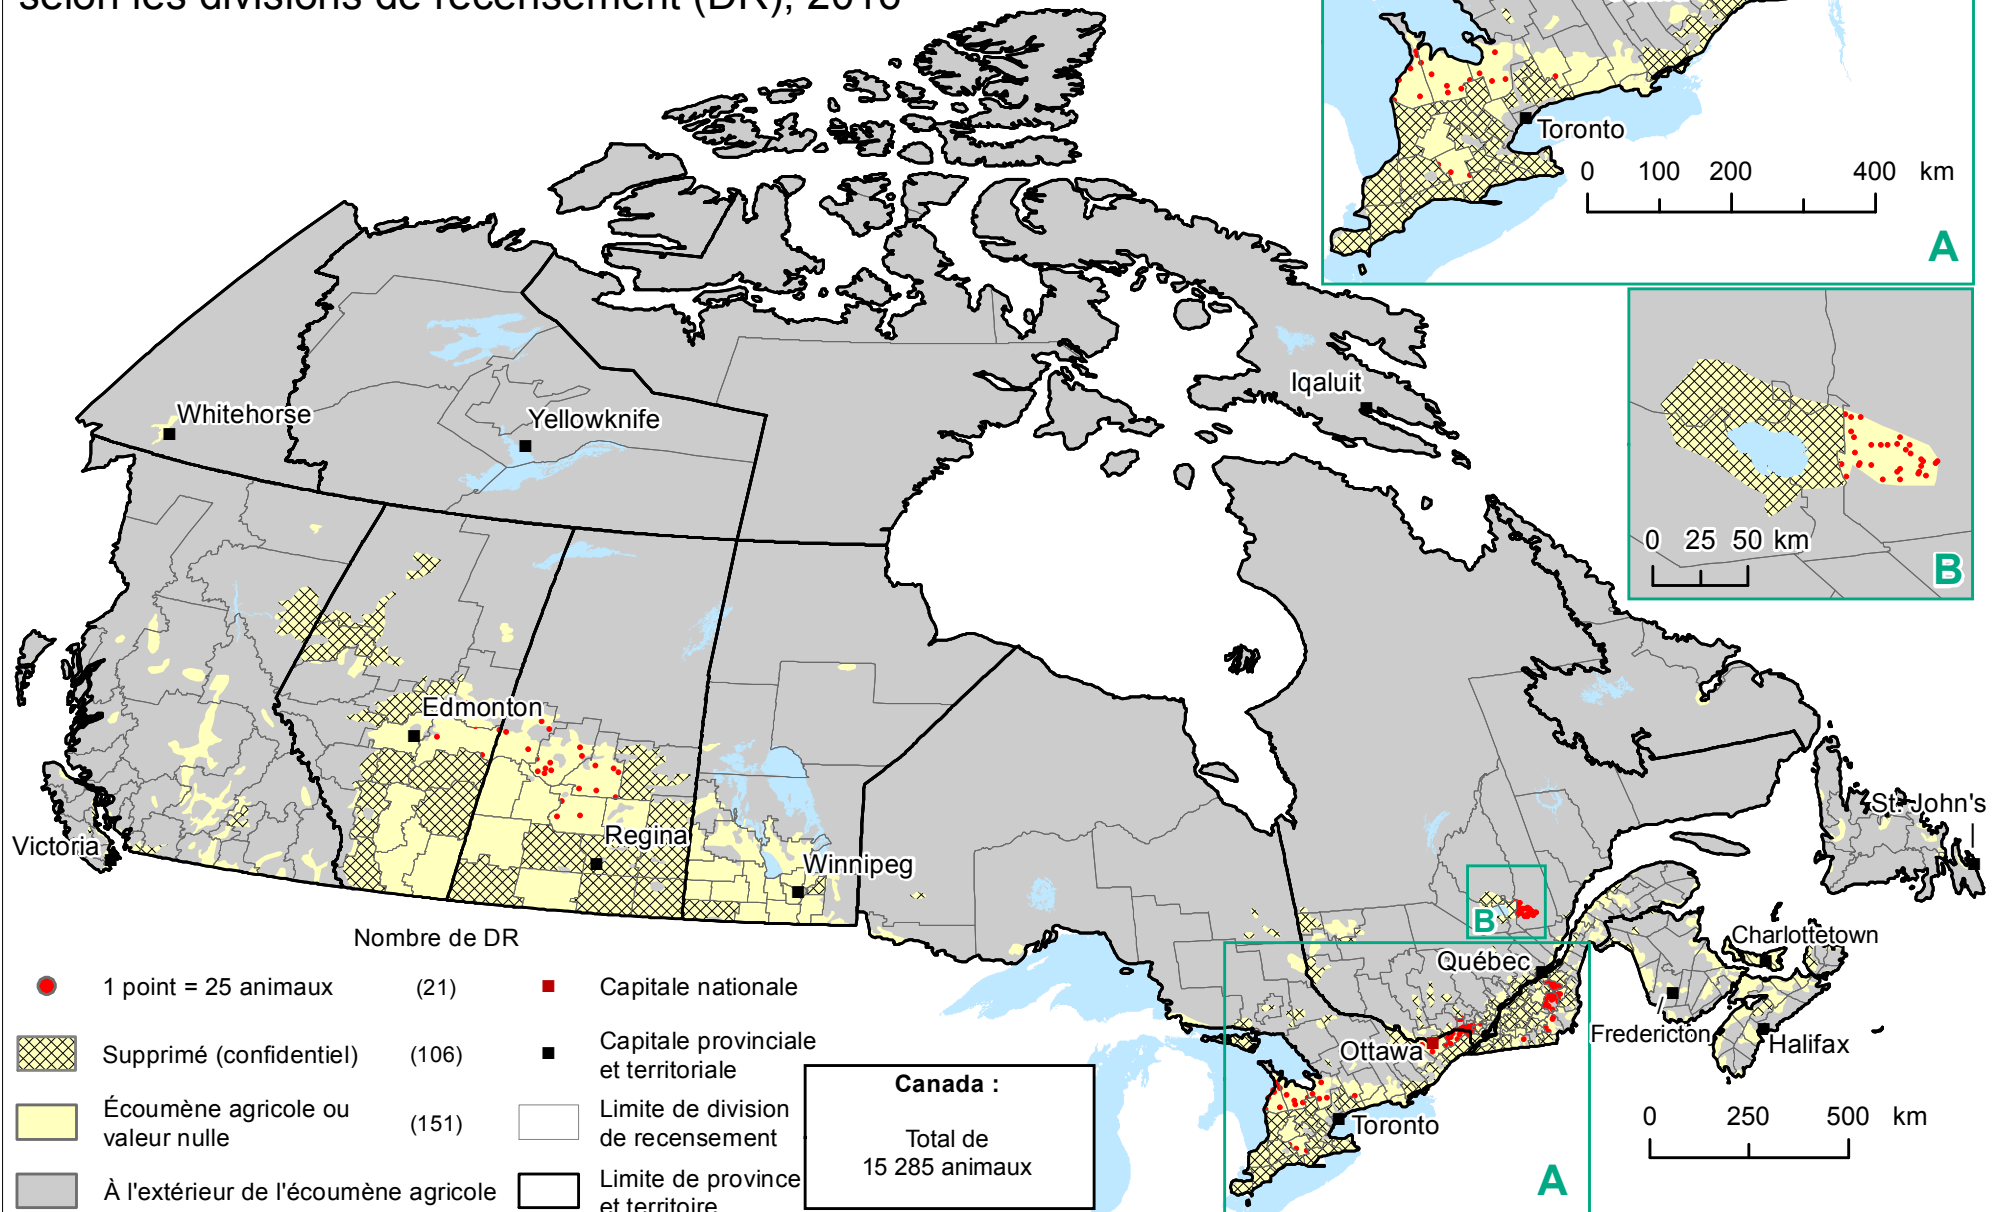 selon les divisions de recensement (DR), 2016
Toronto
0 100 200 400 km
A
Iqaluit
Whitehorse
Yellowknife
0 25 50 km
B
Edmonton
Regina
Victoria
Winnipeg
St. John's
B
Québec
Charlottetown
Fredericton
Halifax
Ottawa
Toronto
0 250 500 km
A
Nombre de DR
1 point = 25 animaux (21)
Supprimé (confidentiel) (106)
Écoumène agricole ou
valeur nulle (151)
À l'extérieur de l'écoumène agricole
Capitale nationale
Capitale provinciale
et territoriale
Limite de division
de recensement
Limite de province
et territoire
Canada :
Total de
15 285 animaux